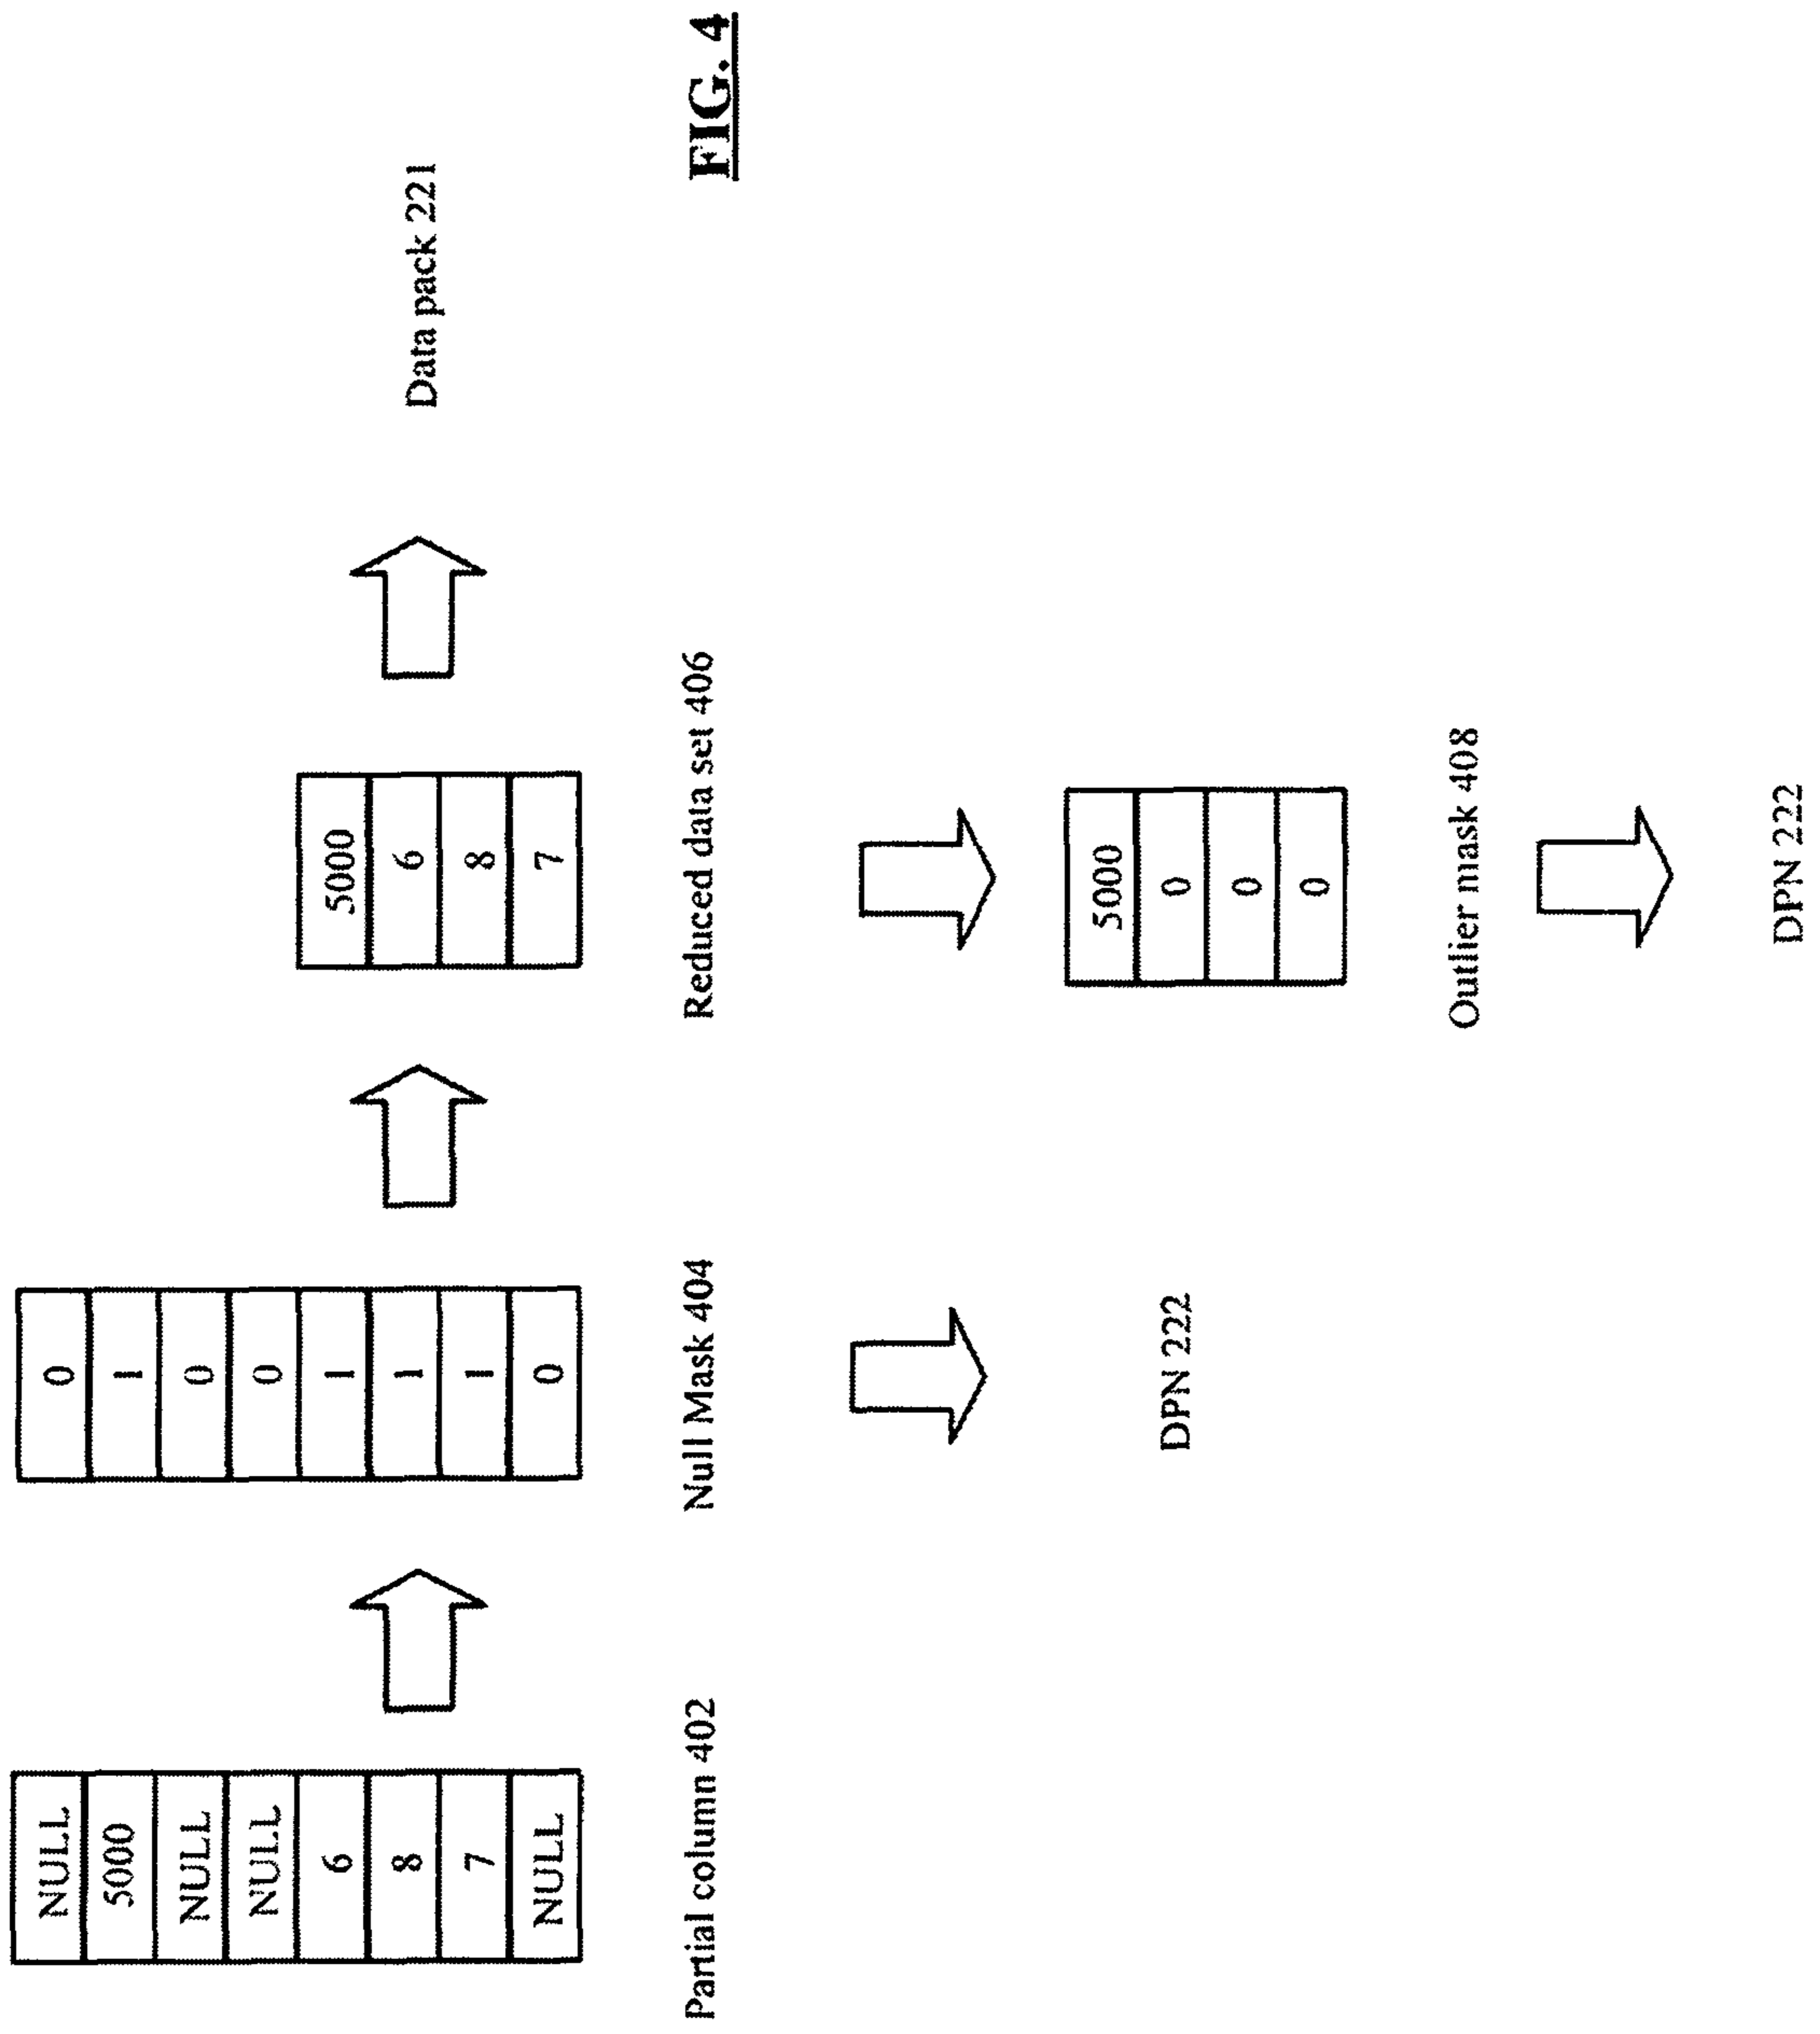 NULL
5000
NULL
NULL
6
8
7
NULL
Partial column 402
0
1
0
0
1
1
1
0
Null Mask 404
DPN 222
5000
6
8
7
Reduced data set 406
Data pack 221
5000
0
0
0
Outlier mask 408
DPN 222
FIG. 4